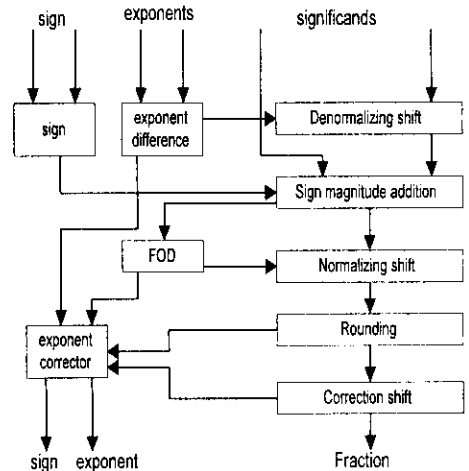 sign exponents significands
sign
exponent
difference
Denormalizing shift
Sign magnitude addition
FOD
Normalizing shift
exponent
corrector
Rounding
Correction shift
sign exponent Fraction